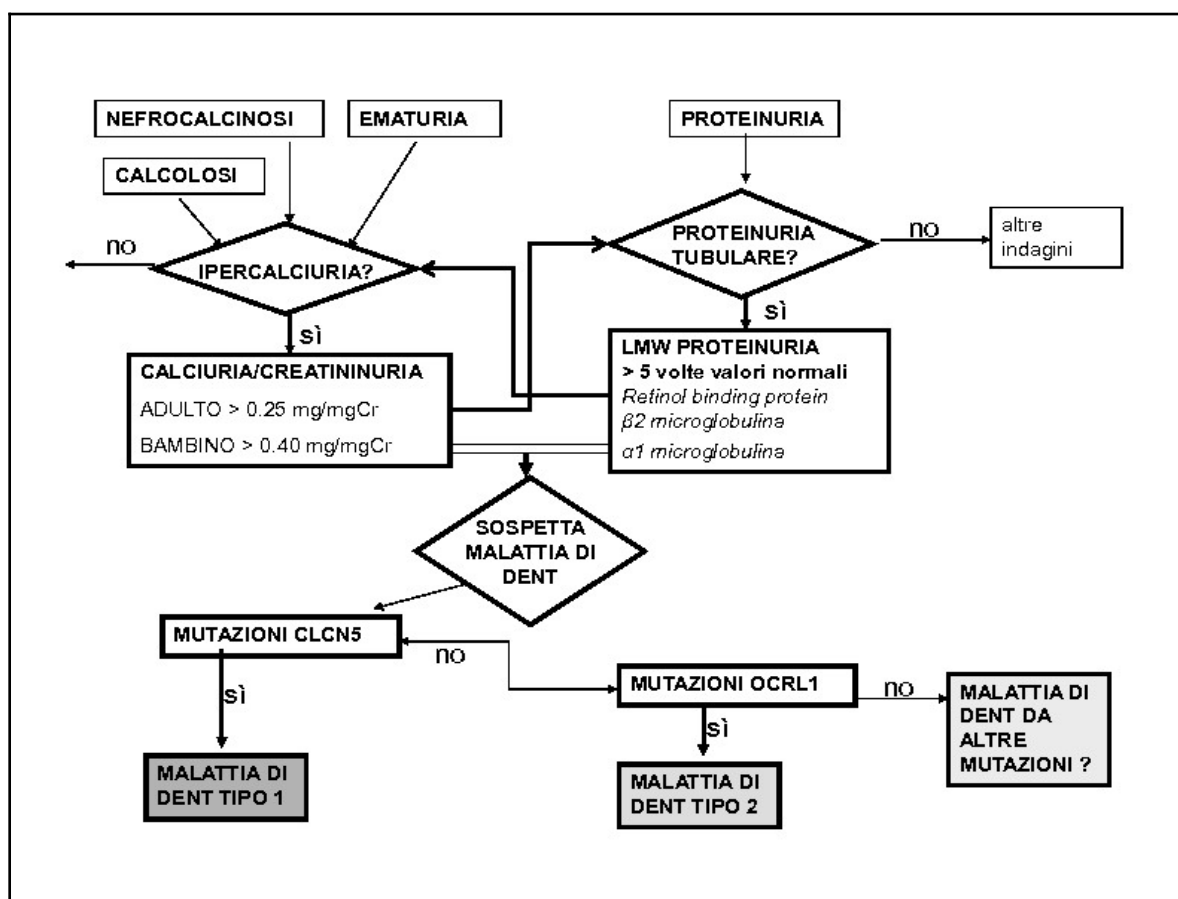 NEFROCALCINOSI
EMATURIA
PROTEINURIA
CALCOLOSI
no
IPERCALCIURIA?
PROTEINURIA
TUBULARE?
no
altre
indagini
sì
sì
CALCIURIA/CREATININURIA
ADULTO > 0.25 mg/mgCr
BAMBINO > 0.40 mg/mgCr
LMW PROTEINURIA
> 5 volte valori normali
Retinol binding protein
β2 microglobulina
α1 microglobulina
SOSPETTA
MALATTIA DI
DENT
MUTAZIONI CLCN5
no
sì
MUTAZIONI OCRL1
no
sì
MALATTIA DI
DENT DA
ALTRE
MUTAZIONI ?
MALATTIA DI
DENT TIPO 1
MALATTIA DI
DENT TIPO 2